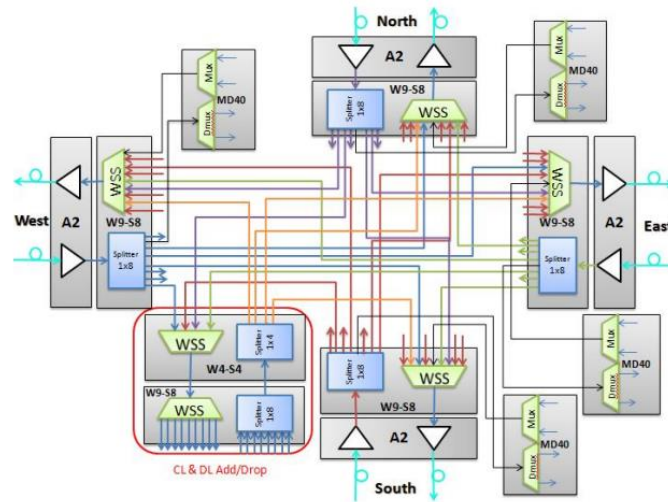 North
A2
W9-S8
Splitter
1x8
WSS
Mux
Dmux
MD40
Mux
Dmux
MD40
West
A2
W9-S8
WSS
Splitter
1x8
WSS
W9-S8
Splitter
1x8
A2
East
WSS
Splitter
1x4
W4-S4
W9-S8
WSS
Splitter
1x8
CL & DL Add/Drop
Splitter
1x8
WSS
W9-S8
A2
South
Mux
Dmux
MD40
Mux
Dmux
MD40